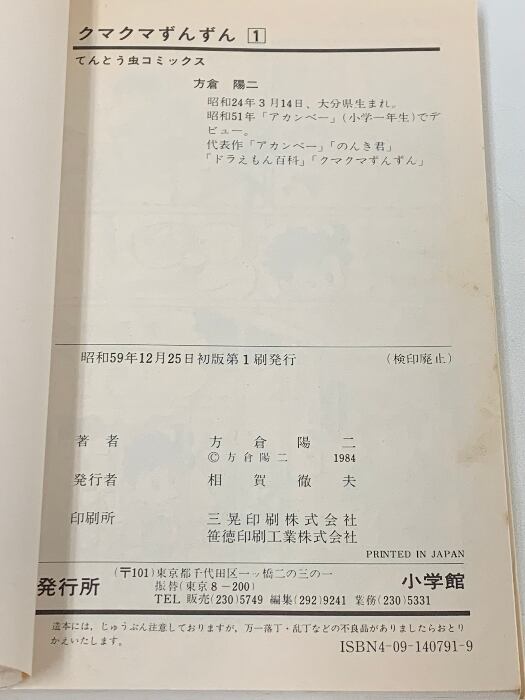 クマクマずんずん 1
てんとう虫コミックス
方倉 陽二
昭和24年3月14日、大分県生まれ。
昭和51年「アカンベー」(小学一年生)でデ
ビュー。
代表作「アカンベー」「のんき君」
「ドラえもん百科」「クマクマずんずん」
昭和59年12月25日初版第1刷発行 (検印廃止)
著者 方倉陽二
© 方倉陽二 1984
発行者 相賀徹夫
印刷所 三晃印刷株式会社
笹徳印刷工業株式会社
PRINTED IN JAPAN
(〒101)東京都千代田区一ッ橋二の三の一
発行所 振替(東京8-200) 小学館
TEL 販売(230)5749 編集(292)9241 業務(230)5331
造本には、じゅうぶん注意しておりますが、万一落丁・乱丁などの不良品がありましたらおとり
かえいたします。
ISBN4-09-140791-9